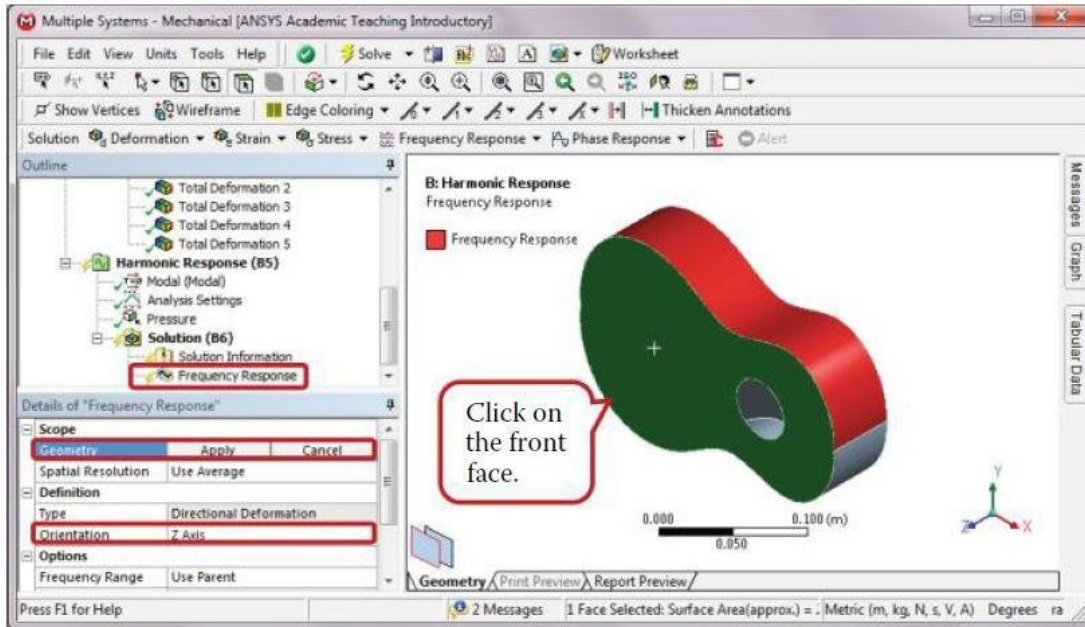 Multiple Systems - Mechanical [ANSYS Academic Teaching Introductory]
File Edit View Units Tools Help Solve Worksheet
Show Vertices Wireframe Edge Coloring Thicken Annotations
Solution Deformation Strain Stress Frequency Response Phase Response Alert
Outline
Total Deformation 2
Total Deformation 3
Total Deformation 4
Total Deformation 5
Harmonic Response (B5)
Modal (Modal)
Analysis Settings
Pressure
Solution (B6)
Solution Information
Frequency Response
Details of "Frequency Response"
Scope
Geometry Apply Cancel
Spatial Resolution Use Average
Definition
Type Directional Deformation
Orientation Z Axis
Options
Frequency Range Use Parent
B: Harmonic Response
Frequency Response
Frequency Response
Click on
the front
face.
0.000 0.100 (m)
0.050
Y
Z X
Geometry Print Preview Report Preview
Messages
Graph
Tabular Data
Press F1 for Help 2 Messages 1 Face Selected: Surface Area(approx.) = . Metric (m, kg, N, s, V, A) Degrees ra